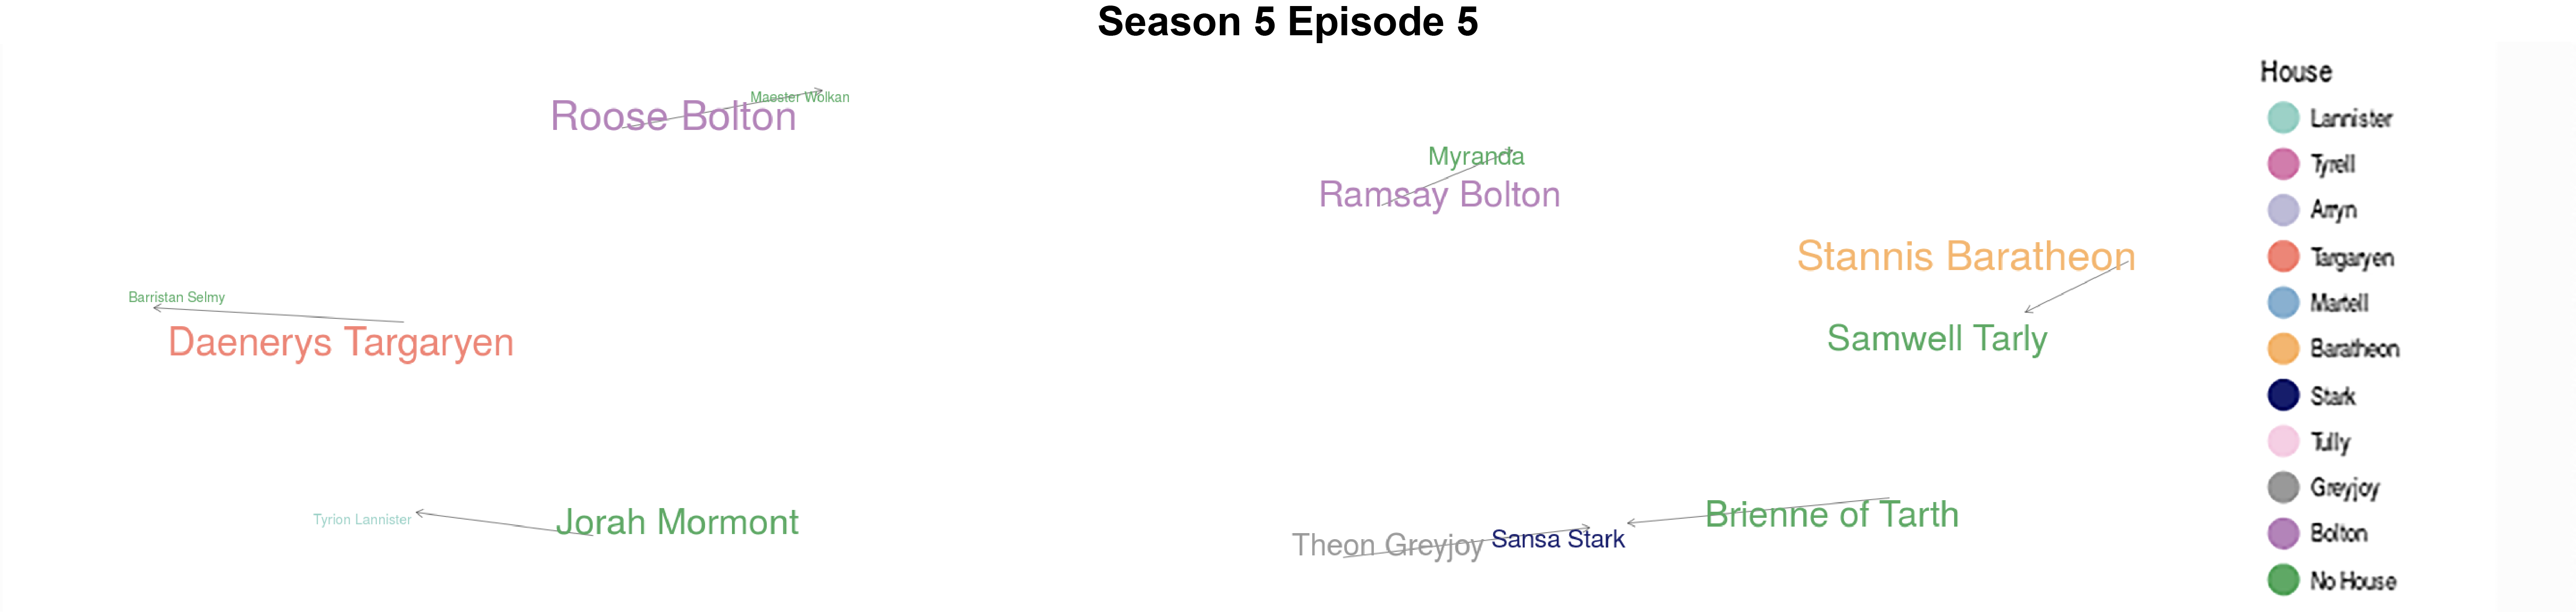 Season 5 Episode 5
Roose Bolton
Maester Wolkan
Myranda
Ramsay Bolton
Stannis Baratheon
Barristan Selmy
Daenerys Targaryen
Samwell Tarly
Tyrion Lannister
Jorah Mormont
Theon Greyjoy
Sansa Stark
Brienne of Tarth
House
Lannister
Tyrell
Arryn
Targaryen
Martell
Baratheon
Stark
Tully
Greyjoy
Bolton
No House